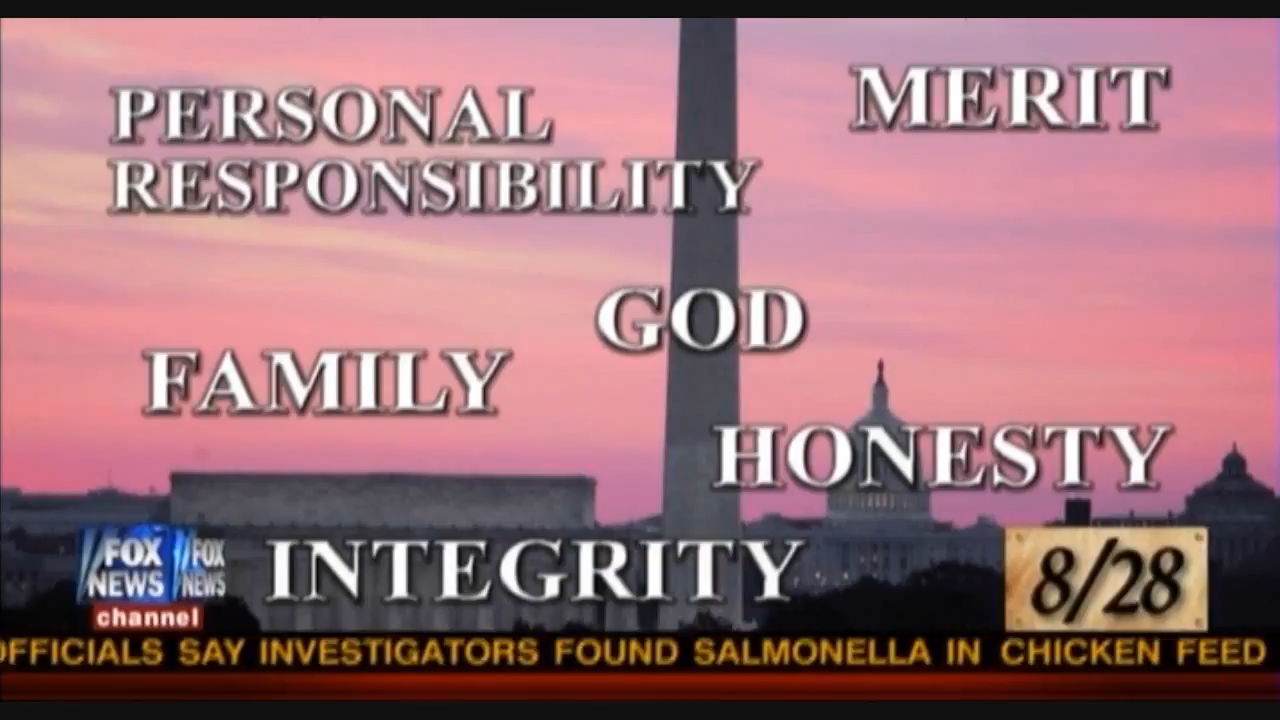 PERSONAL
RESPONSIBILITY
MERIT
GOD
FAMILY
HONESTY
INTEGRITY
FOX
NEWS
channel
FOX
NEWS
8/28
OFFICIALS SAY INVESTIGATORS FOUND SALMONELLA IN CHICKEN FEED